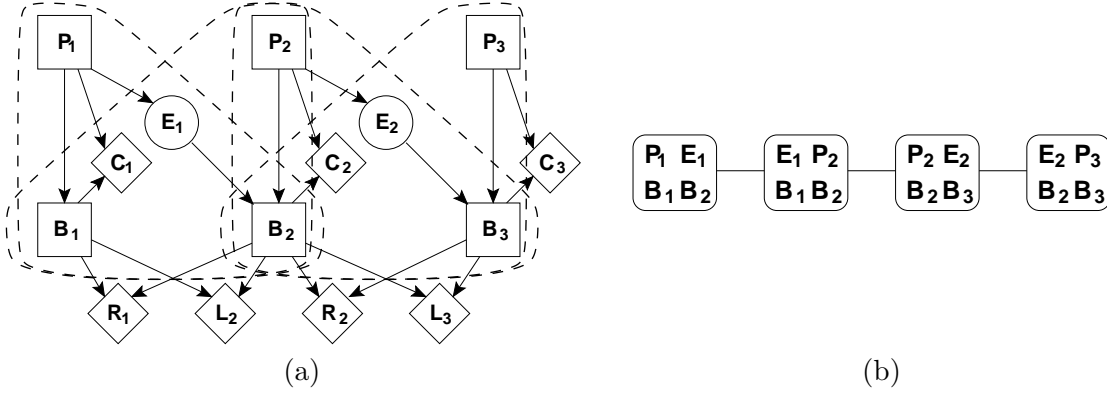 P1 P2 P3
E1 E2
C1 C2 C3
B1 B2 B3
R1 L2 R2 L3
(a)
P1 E1 E1 P2 P2 E2 E2 P3
B1 B2 B1 B2 B2 B3 B2 B3
(b)